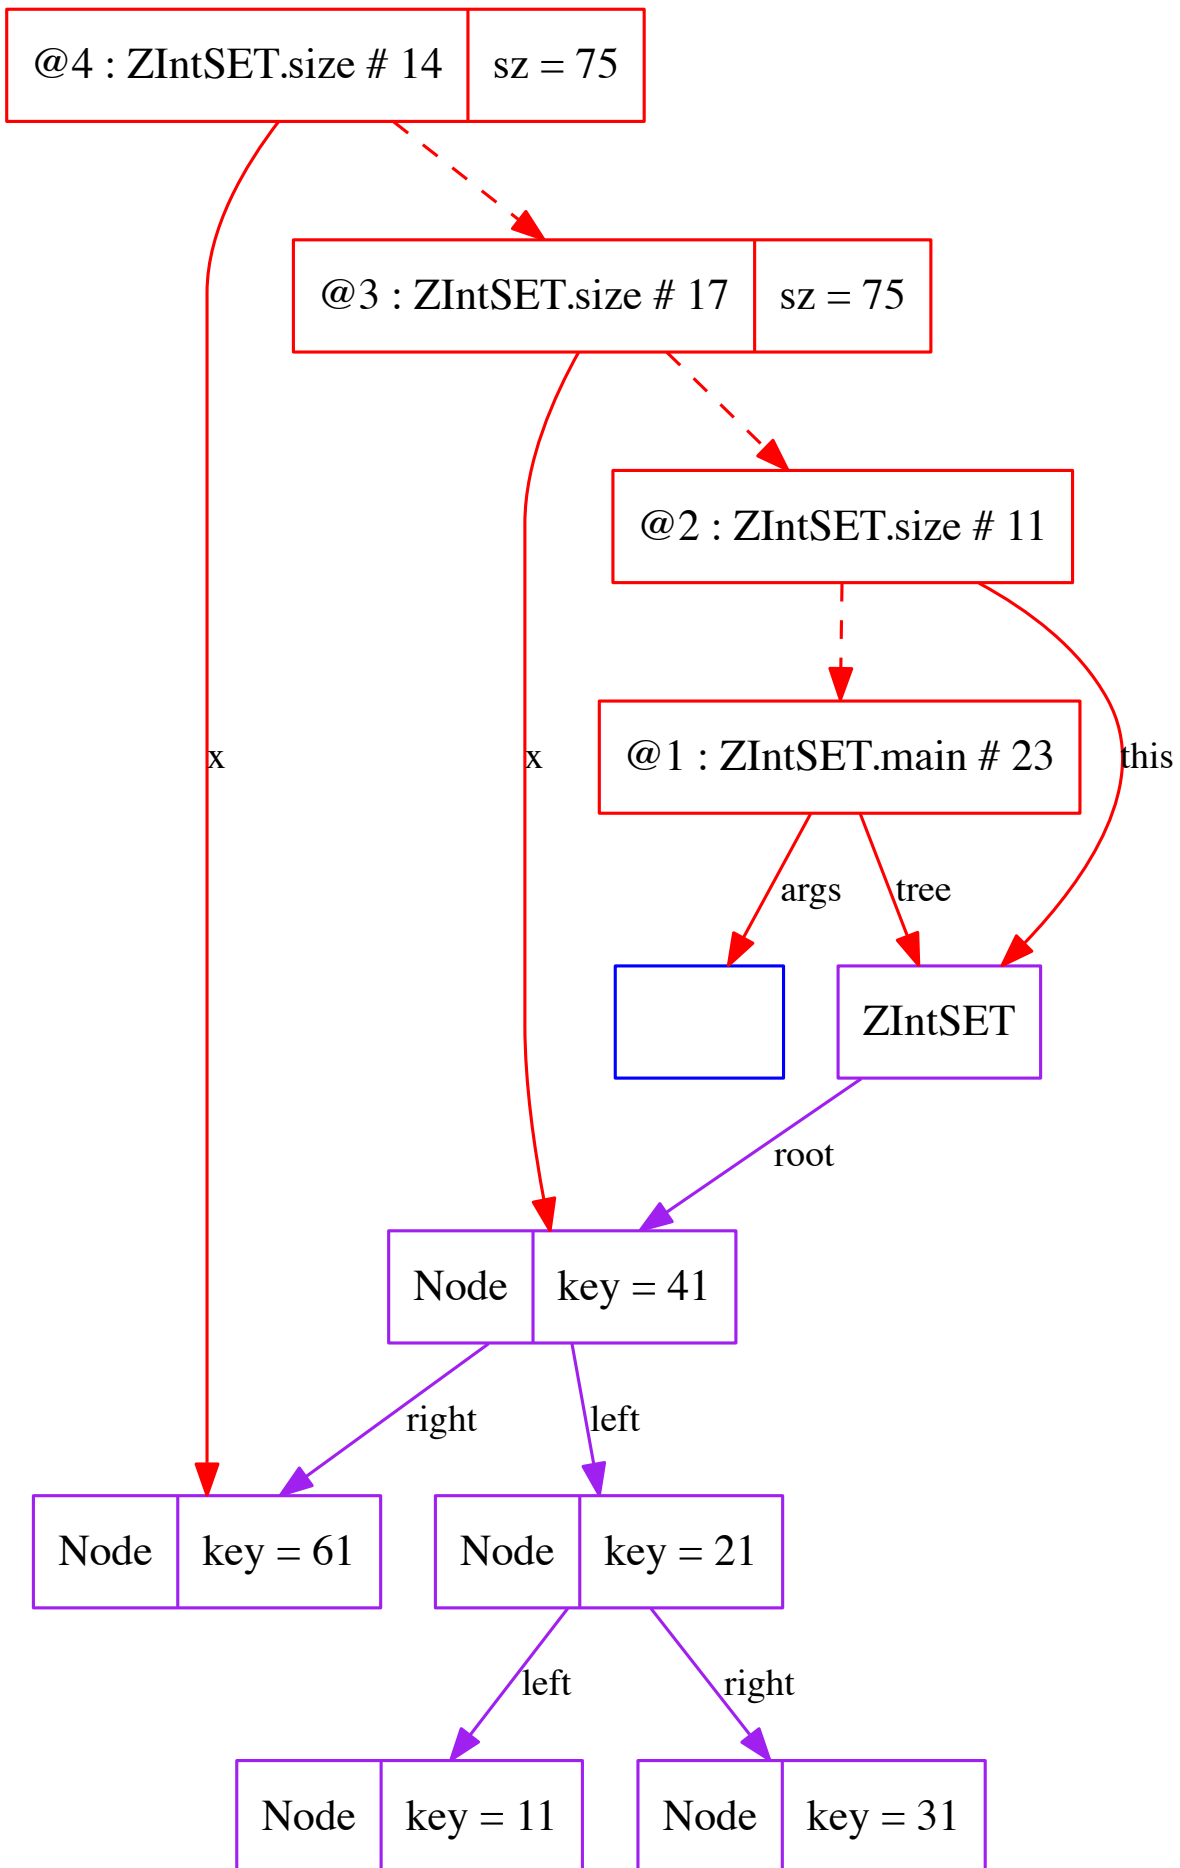 @4 : ZIntSET.size # 14 sz = 75
@3 : ZIntSET.size # 17 sz = 75
@2 : ZIntSET.size # 11
x x @1 : ZIntSET.main # 23 this
args tree
ZIntSET
root
Node key = 41
right left
Node key = 61 Node key = 21
left right
Node key = 11 Node key = 31